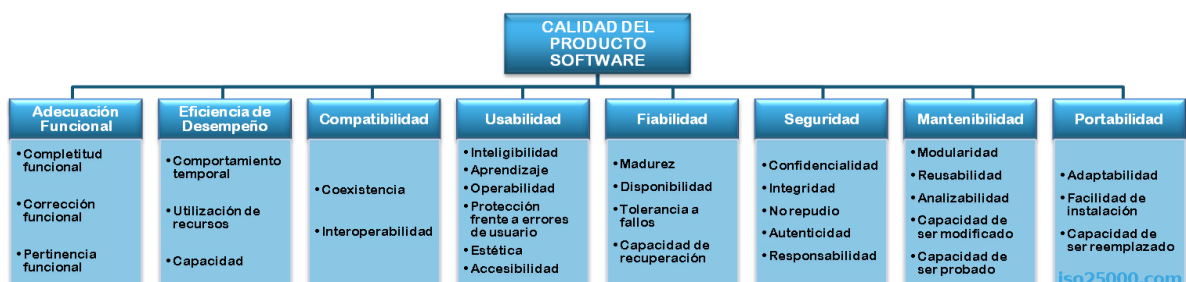 CALIDAD DEL
PRODUCTO
SOFTWARE
Adecuación
Funcional
• Completitud
funcional
• Corrección
funcional
• Pertinencia
funcional
Eficiencia de
Desempeño
• Comportamiento
temporal
• Utilización de
recursos
• Capacidad
Compatibilidad
• Coexistencia
• Interoperabilidad
Usabilidad
• Inteligibilidad
• Aprendizaje
• Operabilidad
• Protección
frente a errores
de usuario
• Estética
• Accesibilidad
Fiabilidad
• Madurez
• Disponibilidad
• Tolerancia a
fallos
• Capacidad de
recuperación
Seguridad
• Confidencialidad
• Integridad
• No repudio
• Autenticidad
• Responsabilidad
Mantenibilidad
• Modularidad
• Reusabilidad
• Analizabilidad
• Capacidad de
ser modificado
• Capacidad de
ser probado
Portabilidad
• Adaptabilidad
• Facilidad de
instalación
• Capacidad de
ser reemplazado
iso25000.com